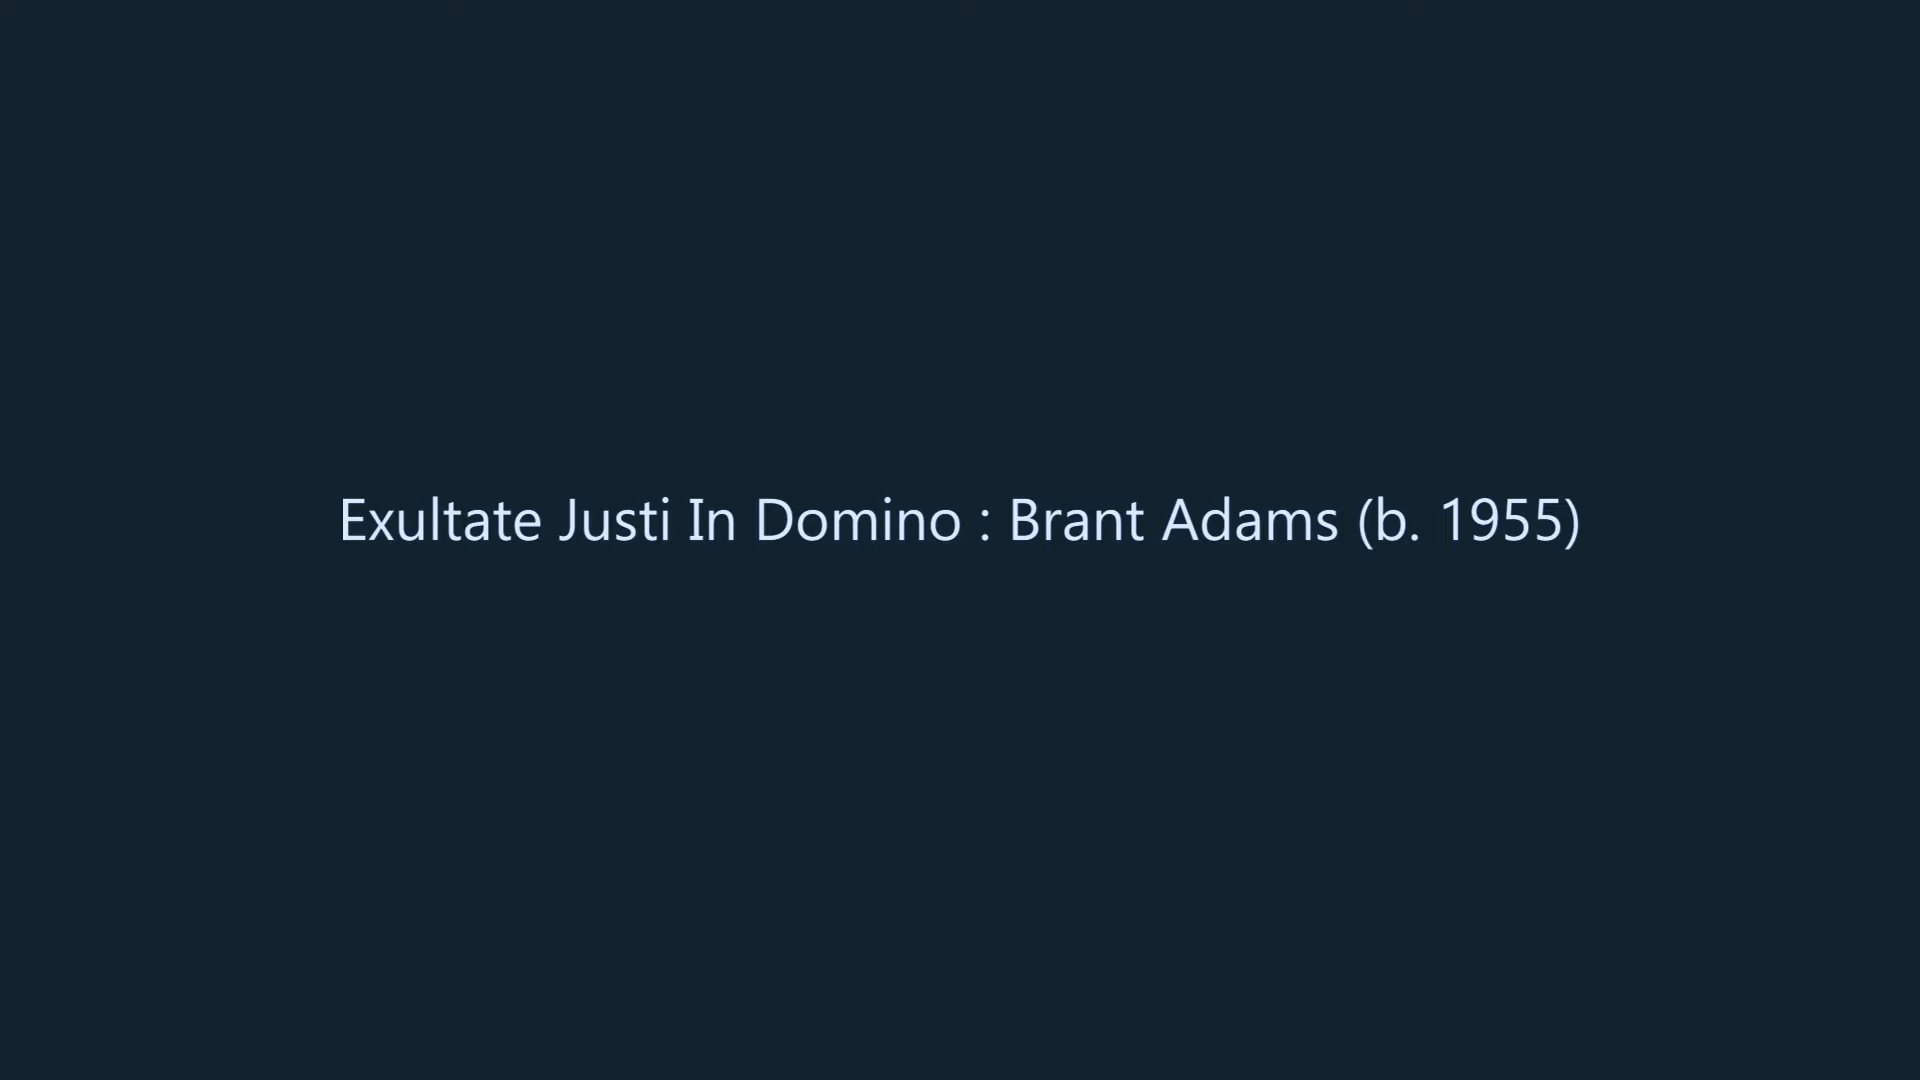 Exultate Justi In Domino : Brant Adams (b. 1955)